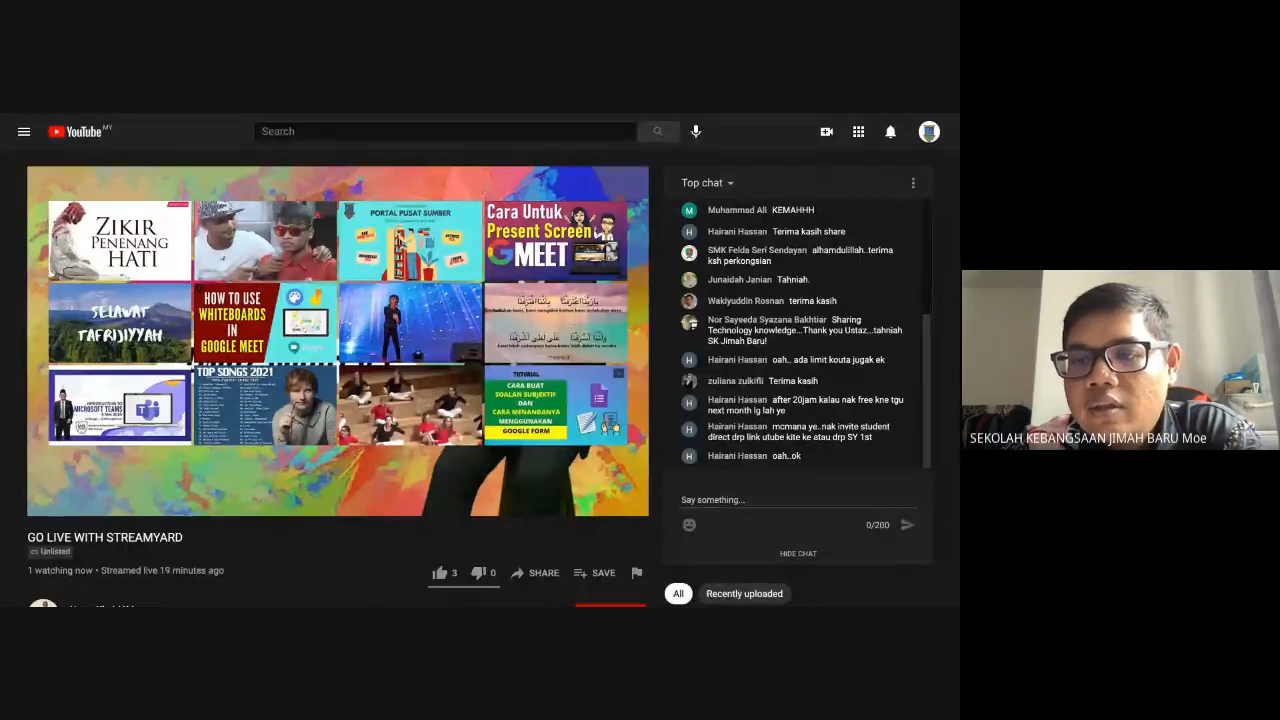 YouTube MY
Search
ZIKIR
PENENANG
HATI
PORTAL PUSAT SUMBER
Cara Untuk
Present Screen
GMEET
SELAWAT
TAFRIJIYYAH
HOW TO USE
WHITEBOARDS
IN
GOOGLE MEET
INTRODUCTION TO
MICROSOFT TEAMS
TOP SONGS 2021
TUTORIAL
CARA BUAT
SOALAN SUBJEKTIF
DAN
CARA MENANDANYA
MENGGUNAKAN
GOOGLE FORM
GO LIVE WITH STREAMYARD
Unlisted
1 watching now • Streamed live 19 minutes ago
3
0
SHARE
SAVE
Top chat
M
Muhammad Ali KEMAHHH
H
Hairani Hassan Terima kasih share
SMK Felda Seri Sendayan alhamdulillah..terima
ksh perkongsian
Junaidah Janian Tahniah.
Wakiyuddin Rosnan terima kasih
Nor Sayeeda Syazana Bakhtiar Sharing
Technology knowledge...Thank you Ustaz...tahniah
SK Jimah Baru!
H
Hairani Hassan oah.. ada limit kouta jugak ek
zuliana zulkifli Terima kasih
H
Hairani Hassan after 20jam kalau nak free kne tgu
next month lg lah ye
H
Hairani Hassan mcmana ye..nak invite student
direct drp link utube kite ke atau drp SY 1st
H
Hairani Hassan oah..ok
Say something...
0/200
HIDE CHAT
All
Recently uploaded
SEKOLAH KEBANGSAAN JIMAH BARU Moe